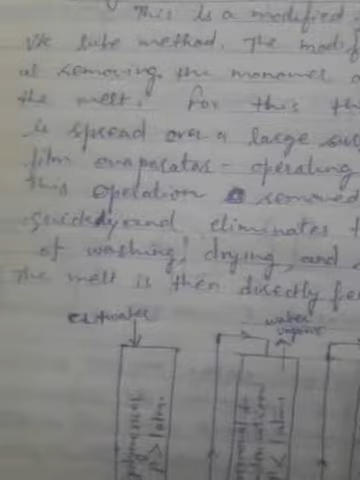 This is a modified
VK tube method. The modif
at removing the monomer
the melt. For this th
is spread over a large su
film evaporator - operating
this operation removed
quickly and eliminates t
of washing, drying, and
The melt is then directly fe
water
water
vapour